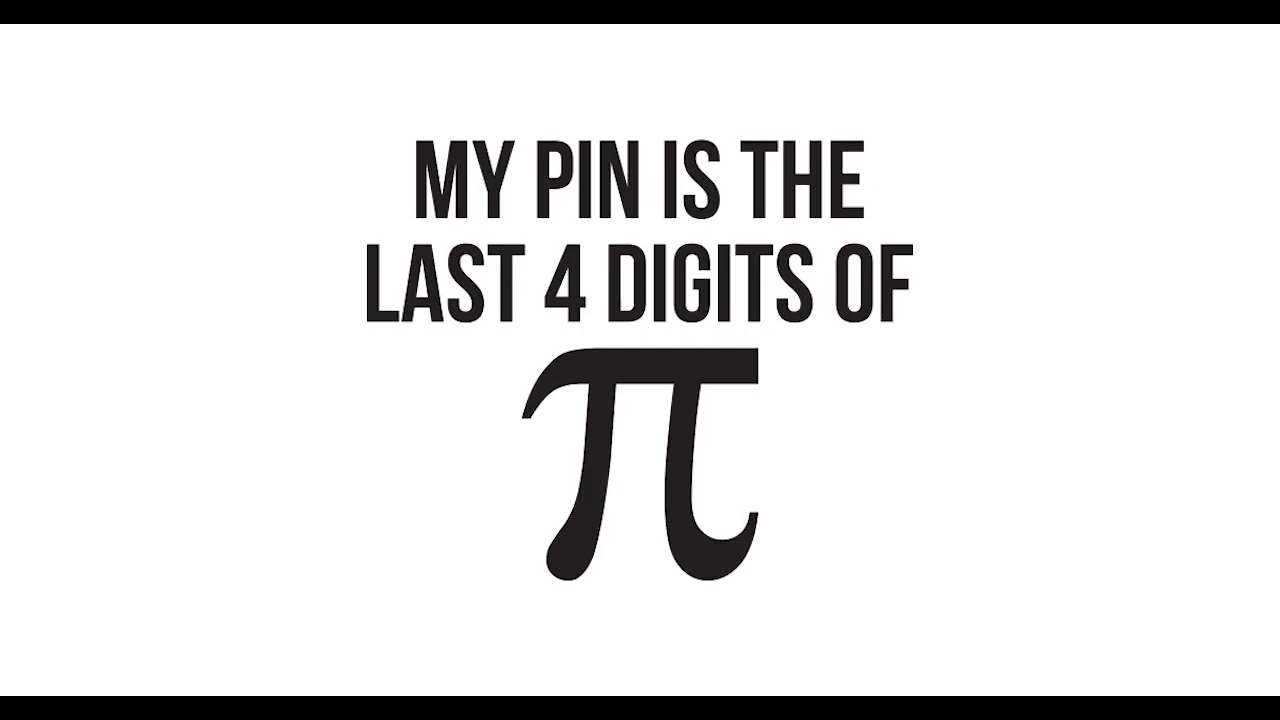 MY PIN IS THE
LAST 4 DIGITS OF
π